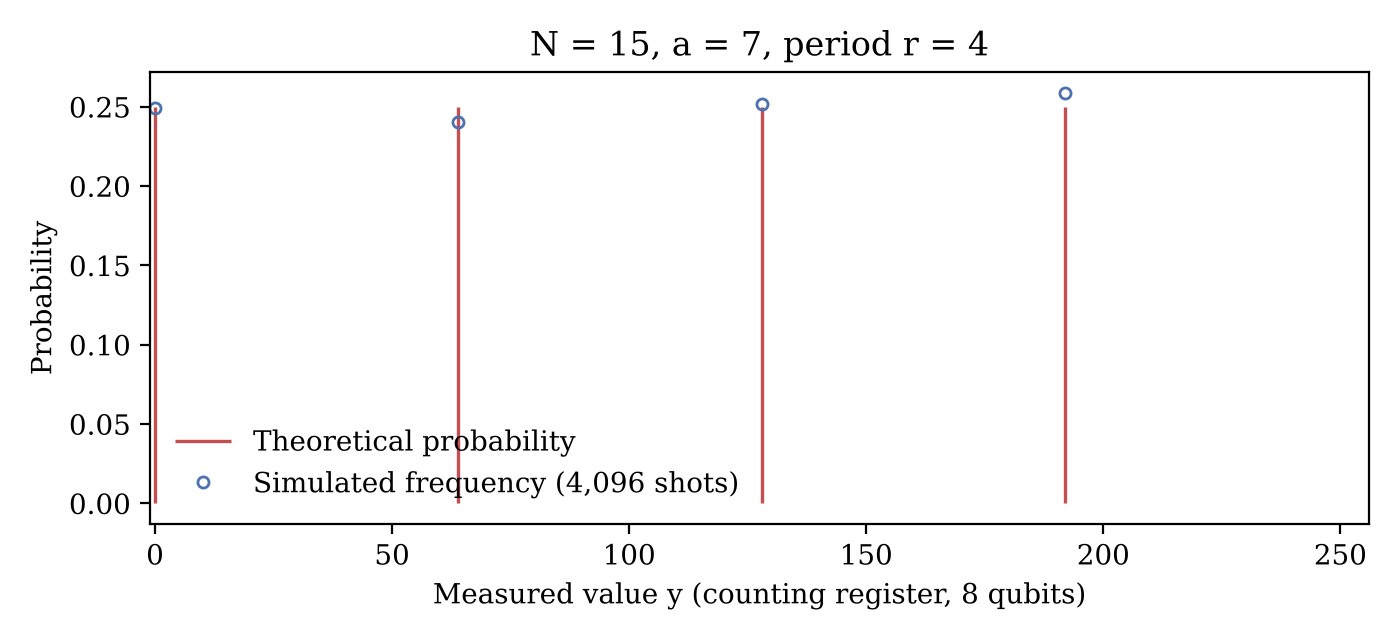 N = 15, a = 7, period r = 4
Probability
0.25
0.20
0.15
0.10
0.05
0.00
Theoretical probability
Simulated frequency (4,096 shots)
0 50 100 150 200 250
Measured value y (counting register, 8 qubits)